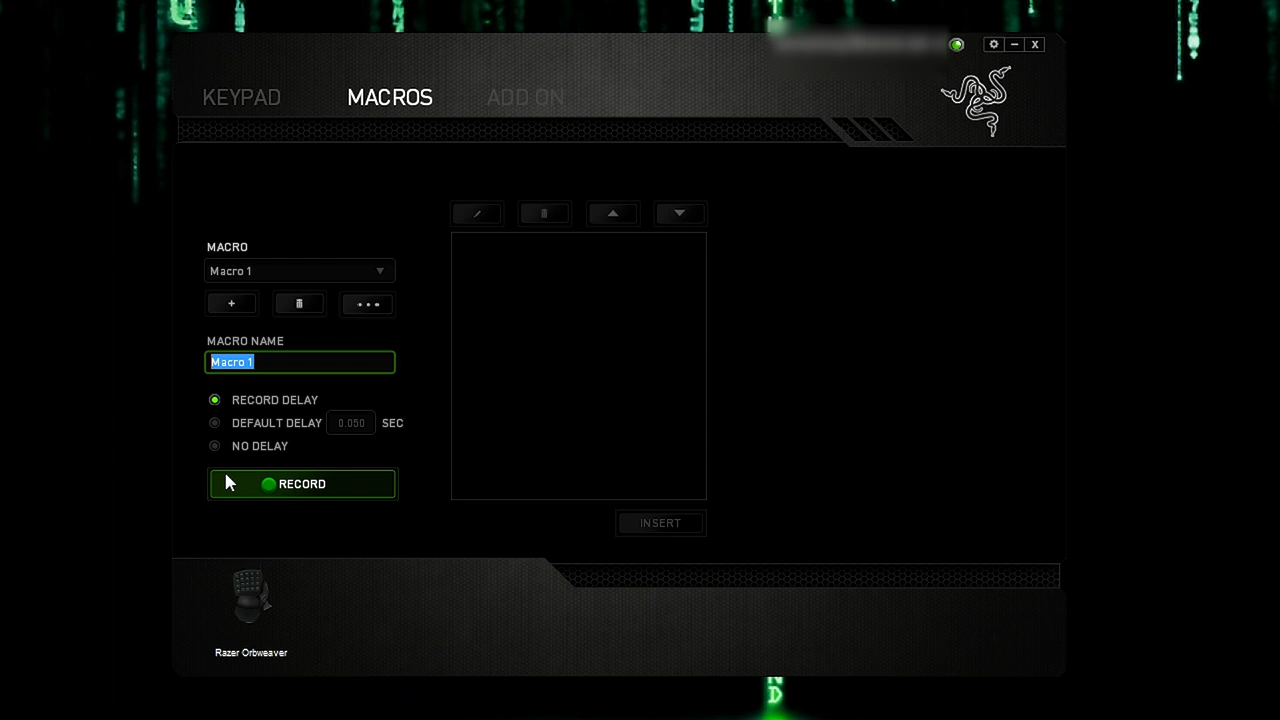 KEYPAD MACROS ADD ON
MACRO
Macro 1
MACRO NAME
Macro 1
RECORD DELAY
DEFAULT DELAY 0.050 SEC
NO DELAY
RECORD
INSERT
Razer Orbweaver